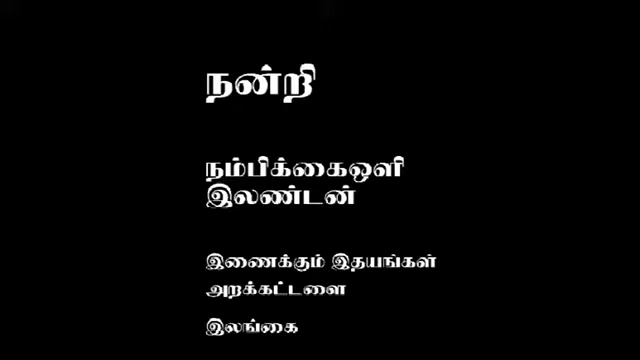 நன்றி
நம்பிக்கைஒளி
இலண்டன்
இணைக்கும் இதயங்கள்
அறக்கட்டளை
இலங்கை